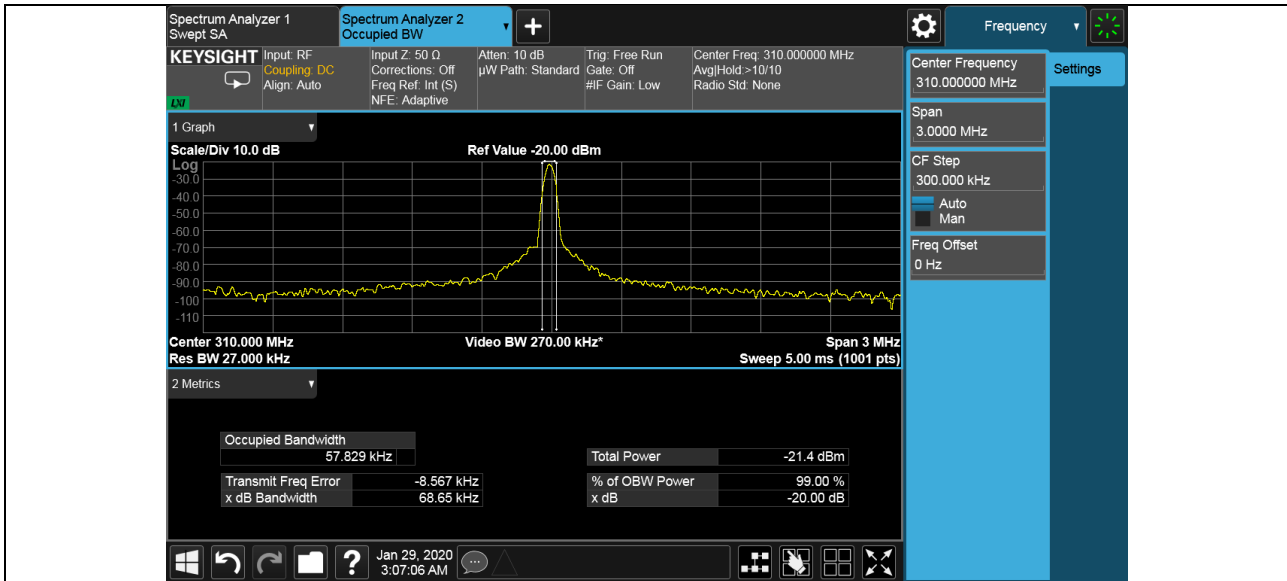 Spectrum Analyzer 1
Swept SA
Spectrum Analyzer 2
Occupied BW
Frequency
KEYSIGHT
LXI
Input: RF
Coupling: DC
Align: Auto
Input Z: 50 Ω
Corrections: Off
Freq Ref: Int (S)
NFE: Adaptive
Atten: 10 dB
µW Path: Standard
Trig: Free Run
Gate: Off
#IF Gain: Low
Center Freq: 310.000000 MHz
Avg|Hold:>10/10
Radio Std: None
Center Frequency
310.000000 MHz
Settings
Span
3.0000 MHz
CF Step
300.000 kHz
Auto
Man
Freq Offset
0 Hz
1 Graph
Scale/Div 10.0 dB
Ref Value -20.00 dBm
Log
-30.0
-40.0
-50.0
-60.0
-70.0
-80.0
-90.0
-100
-110
Center 310.000 MHz
Video BW 270.00 kHz*
Span 3 MHz
Res BW 27.000 kHz
Sweep 5.00 ms (1001 pts)
2 Metrics
Occupied Bandwidth
57.829 kHz
Total Power -21.4 dBm
Transmit Freq Error -8.567 kHz
% of OBW Power 99.00 %
x dB Bandwidth 68.65 kHz
x dB -20.00 dB
Jan 29, 2020
3:07:06 AM